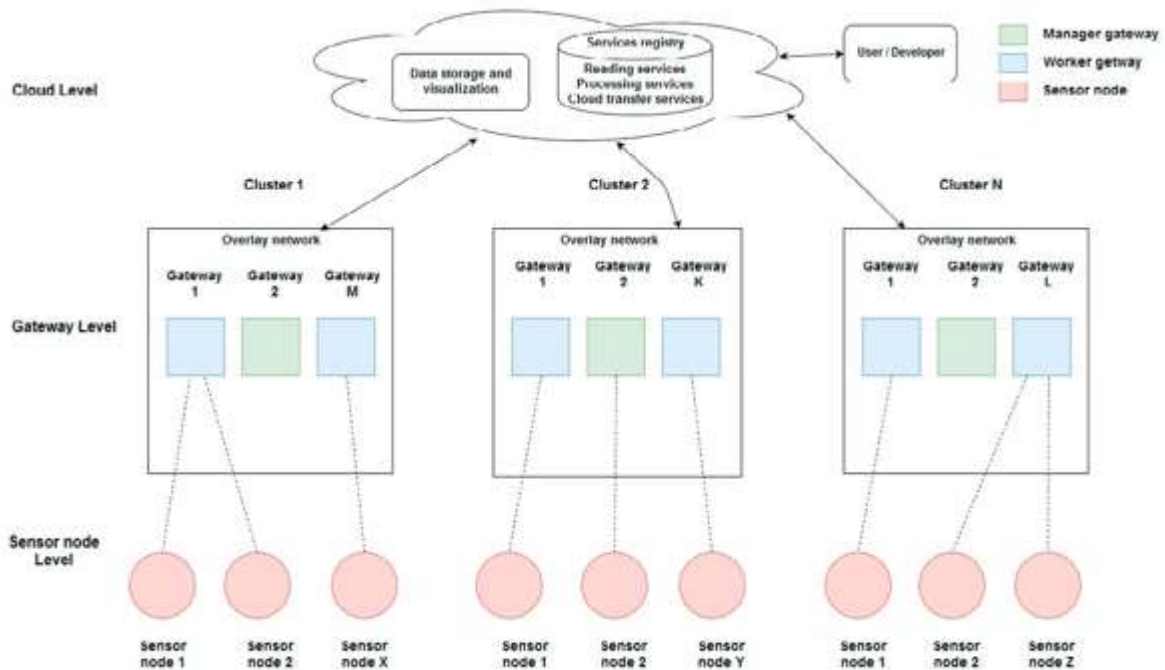 Services registry
User / Developer
Manager gateway
Worker getway
Sensor node
Data storage and
visualization
Reading services
Processing services
Cloud transfer services
Cloud Level
Cluster 1
Cluster 2
Cluster N
Overlay network
Gateway
1
Gateway
2
Gateway
M
Overlay network
Gateway
1
Gateway
2
Gateway
K
Overlay network
Gateway
1
Gateway
2
Gateway
L
Gateway Level
Sensor node
Level
Sensor
node 1
Sensor
node 2
Sensor
node X
Sensor
node 1
Sensor
node 2
Sensor
node Y
Sensor
node 1
Sensor
node 2
Sensor
node Z